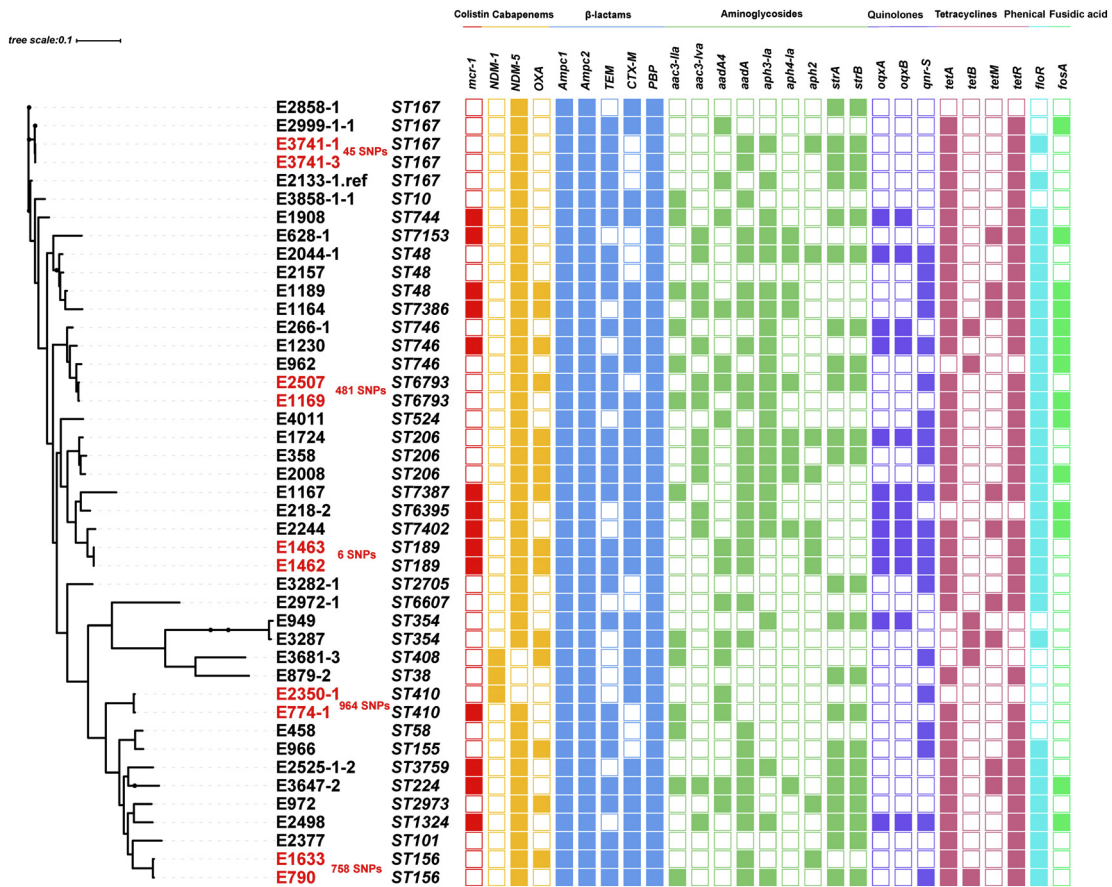 Colistin Cabapenems β-lactams Aminoglycosides Quinolones Tetracyclines Phenical Fusidic acid
tree scale:0.1
mcr-1 NDM-1 NDM-5 OXA Ampc1 Ampc2 TEM CTX-M PBP aac3-IIa aac3-Iva aadA4 aadA aph3-Ia aph4-Ia aph2 strA strB oqxA oqxB qnr-S tetA tetB tetM tetR floR fosA
E2858-1 ST167
E2999-1-1 ST167
E3741-1 ST167
45 SNPs
E3741-3 ST167
E2133-1.ref ST167
E3858-1-1 ST10
E1908 ST744
E628-1 ST7153
E2044-1 ST48
E2157 ST48
E1189 ST48
E1164 ST7386
E266-1 ST746
E1230 ST746
E962 ST746
E2507 ST6793
481 SNPs
E1169 ST6793
E4011 ST524
E1724 ST206
E358 ST206
E2008 ST206
E1167 ST7387
E218-2 ST6395
E2244 ST7402
E1463 ST189
6 SNPs
E1462 ST189
E3282-1 ST2705
E2972-1 ST6607
E949 ST354
E3287 ST354
E3681-3 ST408
E879-2 ST38
E2350-1 ST410
964 SNPs
E774-1 ST410
E458 ST58
E966 ST155
E2525-1-2 ST3759
E3647-2 ST224
E972 ST2973
E2498 ST1324
E2377 ST101
E1633 ST156
758 SNPs
E790 ST156